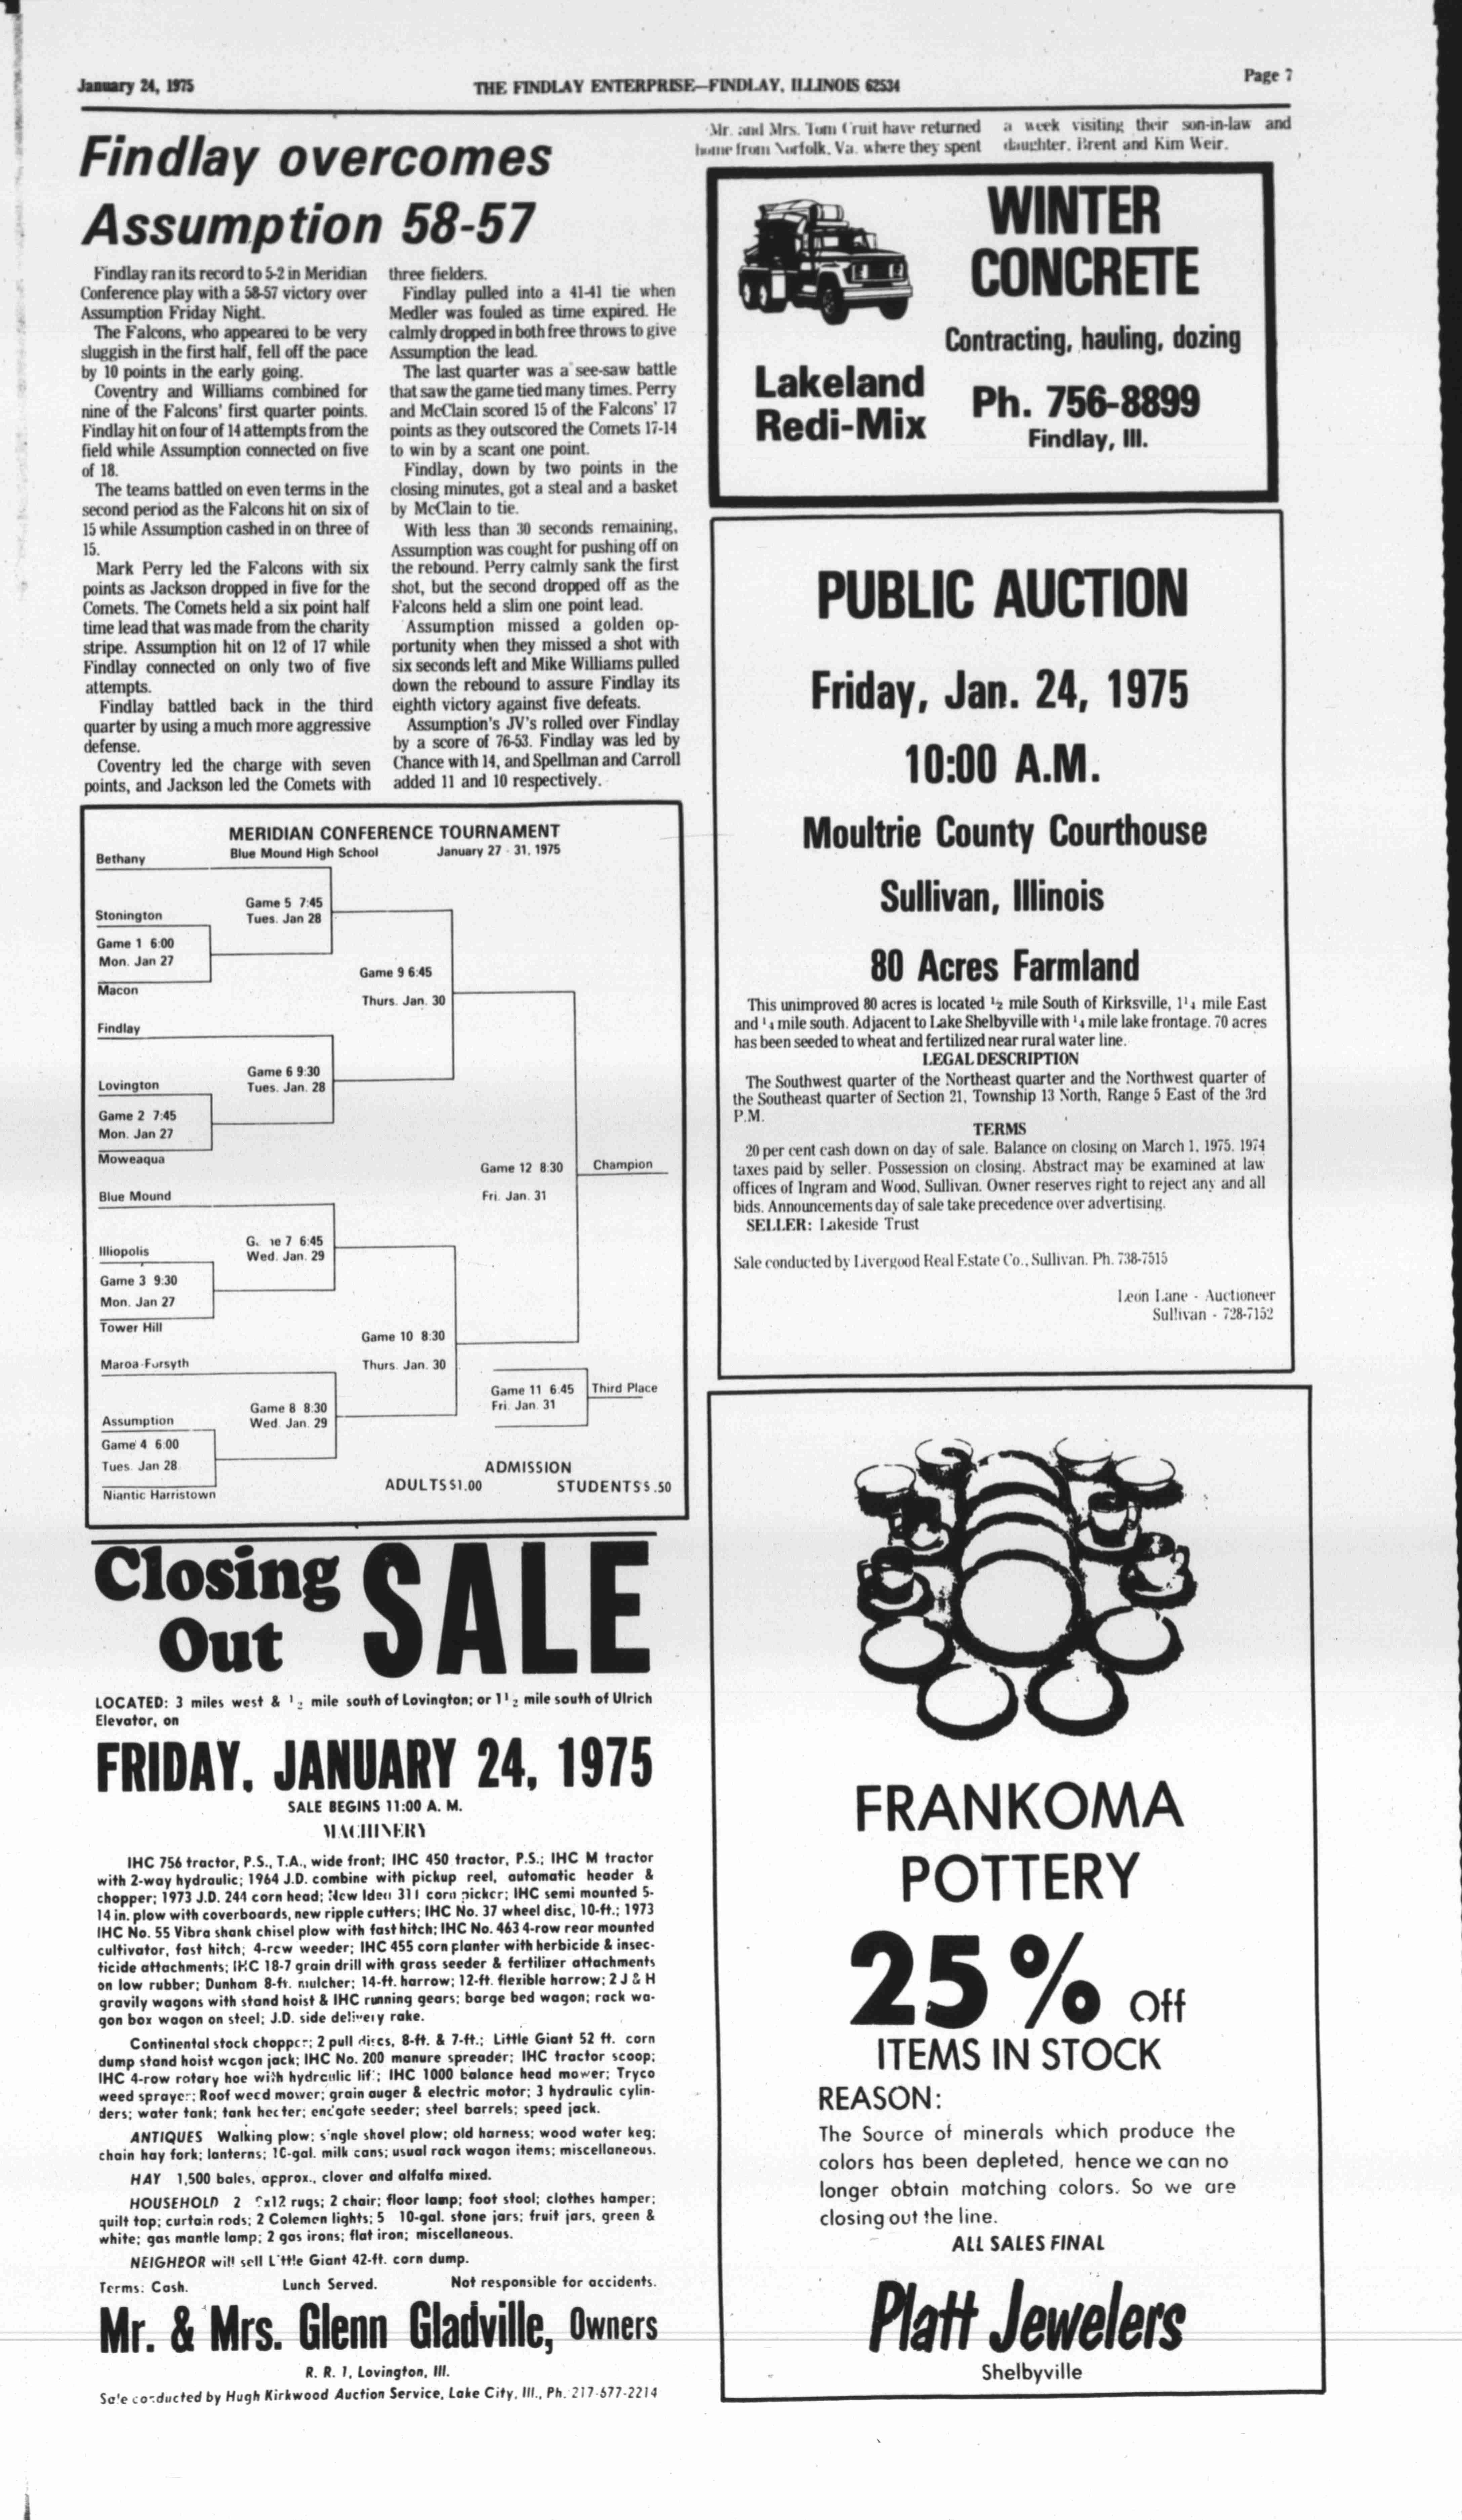 January 24, 1975
THE FINDLAY ENTERPRISE—FINDLAY, ILLINOIS 62534
Page 7
Findlay overcomes
Assumption 58-57
Findlay ran its record to 5-2 in Meridian
Conference play with a 58-57 victory over
Assumption Friday Night.
The Falcons, who appeared to be very
sluggish in the first half, fell off the pace
by 10 points in the early going.
Coventry and Williams combined for
nine of the Falcons' first quarter points.
Findlay hit on four of 14 attempts from the
field while Assumption connected on five
of 18.
The teams battled on even terms in the
second period as the Falcons hit on six of
15 while Assumption cashed in on three of
15.
Mark Perry led the Falcons with six
points as Jackson dropped in five for the
Comets. The Comets held a six point half
time lead that was made from the charity
stripe. Assumption hit on 12 of 17 while
Findlay connected on only two of five
attempts.
Findlay battled back in the third
quarter by using a much more aggressive
defense.
Coventry led the charge with seven
points, and Jackson led the Comets with
three fielders.
Findlay pulled into a 41-41 tie when
Medler was fouled as time expired. He
calmly dropped in both free throws to give
Assumption the lead.
The last quarter was a see-saw battle
that saw the game tied many times. Perry
and McClain scored 15 of the Falcons' 17
points as they outscored the Comets 17-14
to win by a scant one point.
Findlay, down by two points in the
closing minutes, got a steal and a basket
by McClain to tie.
With less than 30 seconds remaining,
Assumption was cought for pushing off on
the rebound. Perry calmly sank the first
shot, but the second dropped off as the
Falcons held a slim one point lead.
Assumption missed a golden op-
portunity when they missed a shot with
six seconds left and Mike Williams pulled
down the rebound to assure Findlay its
eighth victory against five defeats.
Assumption's JV's rolled over Findlay
by a score of 76-53. Findlay was led by
Chance with 14, and Spellman and Carroll
added 11 and 10 respectively.
Mr. and Mrs. Tom Cruit have returned
home from Norfolk, Va. where they spent
a week visiting their son-in-law and
daughter, Brent and Kim Weir.
WINTER
CONCRETE
Contracting, hauling, dozing
Lakeland
Redi-Mix
Ph. 756-8899
Findlay, Ill.
PUBLIC AUCTION
Friday, Jan. 24, 1975
10:00 A.M.
Moultrie County Courthouse
Sullivan, Illinois
80 Acres Farmland
This unimproved 80 acres is located ½ mile South of Kirksville, 1¼ mile East
and ¼ mile south. Adjacent to Lake Shelbyville with ¼ mile lake frontage. 70 acres
has been seeded to wheat and fertilized near rural water line.
LEGAL DESCRIPTION
The Southwest quarter of the Northeast quarter and the Northwest quarter of
the Southeast quarter of Section 21, Township 13 North, Range 5 East of the 3rd
P.M.
TERMS
20 per cent cash down on day of sale. Balance on closing on March 1, 1975. 1974
taxes paid by seller. Possession on closing. Abstract may be examined at law
offices of Ingram and Wood, Sullivan. Owner reserves right to reject any and all
bids. Announcements day of sale take precedence over advertising.
SELLER: Lakeside Trust
Sale conducted by Livergood Real Estate Co., Sullivan. Ph. 738-7515
Leon Lane - Auctioneer
Sullivan - 728-7152
MERIDIAN CONFERENCE TOURNAMENT
Blue Mound High School January 27 - 31, 1975
Bethany
Game 5 7:45
Tues. Jan 28
Stonington
Game 1 6:00
Mon. Jan 27
Macon
Game 9 6:45
Thurs. Jan. 30
Findlay
Game 6 9:30
Tues. Jan. 28
Lovington
Game 2 7:45
Mon. Jan 27
Moweaqua
Game 12 8:30
Fri. Jan. 31
Champion
Blue Mound
G 7 6:45
Wed. Jan. 29
Illiopolis
Game 3 9:30
Mon. Jan 27
Tower Hill
Game 10 8:30
Thurs. Jan. 30
Maroa-Forsyth
Game 8 8:30
Wed. Jan. 29
Assumption
Game 4 6:00
Tues. Jan 28
Niantic Harristown
Game 11 6:45
Fri. Jan. 31
Third Place
ADMISSION
ADULTS $1.00 STUDENTS $.50
Closing
Out
SALE
LOCATED: 3 miles west & ½ mile south of Lovington; or 1½ mile south of Ulrich
Elevator, on
FRIDAY, JANUARY 24, 1975
SALE BEGINS 11:00 A. M.
MACHINERY
IHC 756 tractor, P.S., T.A., wide front; IHC 450 tractor, P.S.; IHC M tractor
with 2-way hydraulic; 1964 J.D. combine with pickup reel, automatic header &
chopper; 1973 J.D. 244 corn head; New Idea 311 corn picker; IHC semi mounted 5-
14 in. plow with coverboards, new ripple cutters; IHC No. 37 wheel disc, 10-ft.; 1973
IHC No. 55 Vibra shank chisel plow with fast hitch; IHC No. 463 4-row rear mounted
cultivator, fast hitch; 4-row weeder; IHC 455 corn planter with herbicide & insec-
ticide attachments; IHC 18-7 grain drill with grass seeder & fertilizer attachments
on low rubber; Dunham 8-ft. mulcher; 14-ft. harrow; 12-ft. flexible harrow; 2 J & H
gravily wagons with stand hoist & IHC running gears; barge bed wagon; rack wa-
gon box wagon on steel; J.D. side delivery rake.
Continental stock chopper; 2 pull discs, 8-ft. & 7-ft.; Little Giant 52 ft. corn
dump stand hoist wagon jack; IHC No. 200 manure spreader; IHC tractor scoop;
IHC 4-row rotary hoe with hydraulic lift; IHC 1000 balance head mower; Tryco
weed sprayer; Roof weed mower; grain auger & electric motor; 3 hydraulic cylin-
ders; water tank; tank heater; endgate seeder; steel barrels; speed jack.
ANTIQUES Walking plow; single shovel plow; old harness; wood water keg;
chain hay fork; lanterns; 10-gal. milk cans; usual rack wagon items; miscellaneous.
HAY 1,500 bales, approx., clover and alfalfa mixed.
HOUSEHOLD 2 9x12 rugs; 2 chair; floor lamp; foot stool; clothes hamper;
quilt top; curtain rods; 2 Coleman lights; 5 10-gal. stone jars; fruit jars, green &
white; gas mantle lamp; 2 gas irons; flat iron; miscellaneous.
NEIGHBOR will sell Little Giant 42-ft. corn dump.
Terms: Cash. Lunch Served. Not responsible for accidents.
Mr. & Mrs. Glenn Gladville, Owners
R. R. 1, Lovington, Ill.
Sale conducted by Hugh Kirkwood Auction Service, Lake City, Ill., Ph. 217-677-2214
FRANKOMA
POTTERY
25% Off
ITEMS IN STOCK
REASON:
The Source of minerals which produce the
colors has been depleted, hence we can no
longer obtain matching colors. So we are
closing out the line.
ALL SALES FINAL
Platt Jewelers
Shelbyville